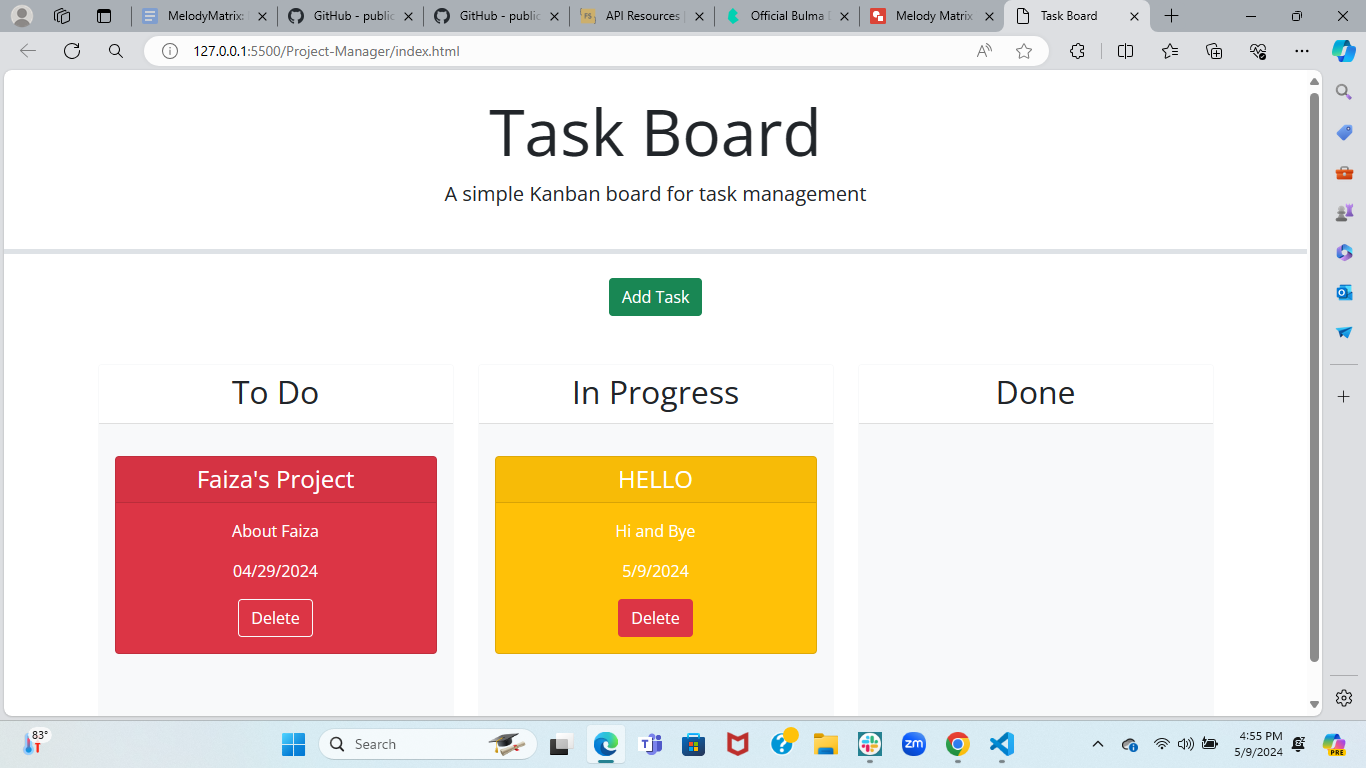 MelodyMatrix:
GitHub - public
GitHub - public
API Resources
Official Bulma
Melody Matrix
Task Board
127.0.0.1:5500/Project-Manager/index.html
Task Board
A simple Kanban board for task management
Add Task
To Do
In Progress
Done
Faiza's Project
About Faiza
04/29/2024
Delete
HELLO
Hi and Bye
5/9/2024
Delete
83°
Search
zm
4:55 PM
5/9/2024
PRE